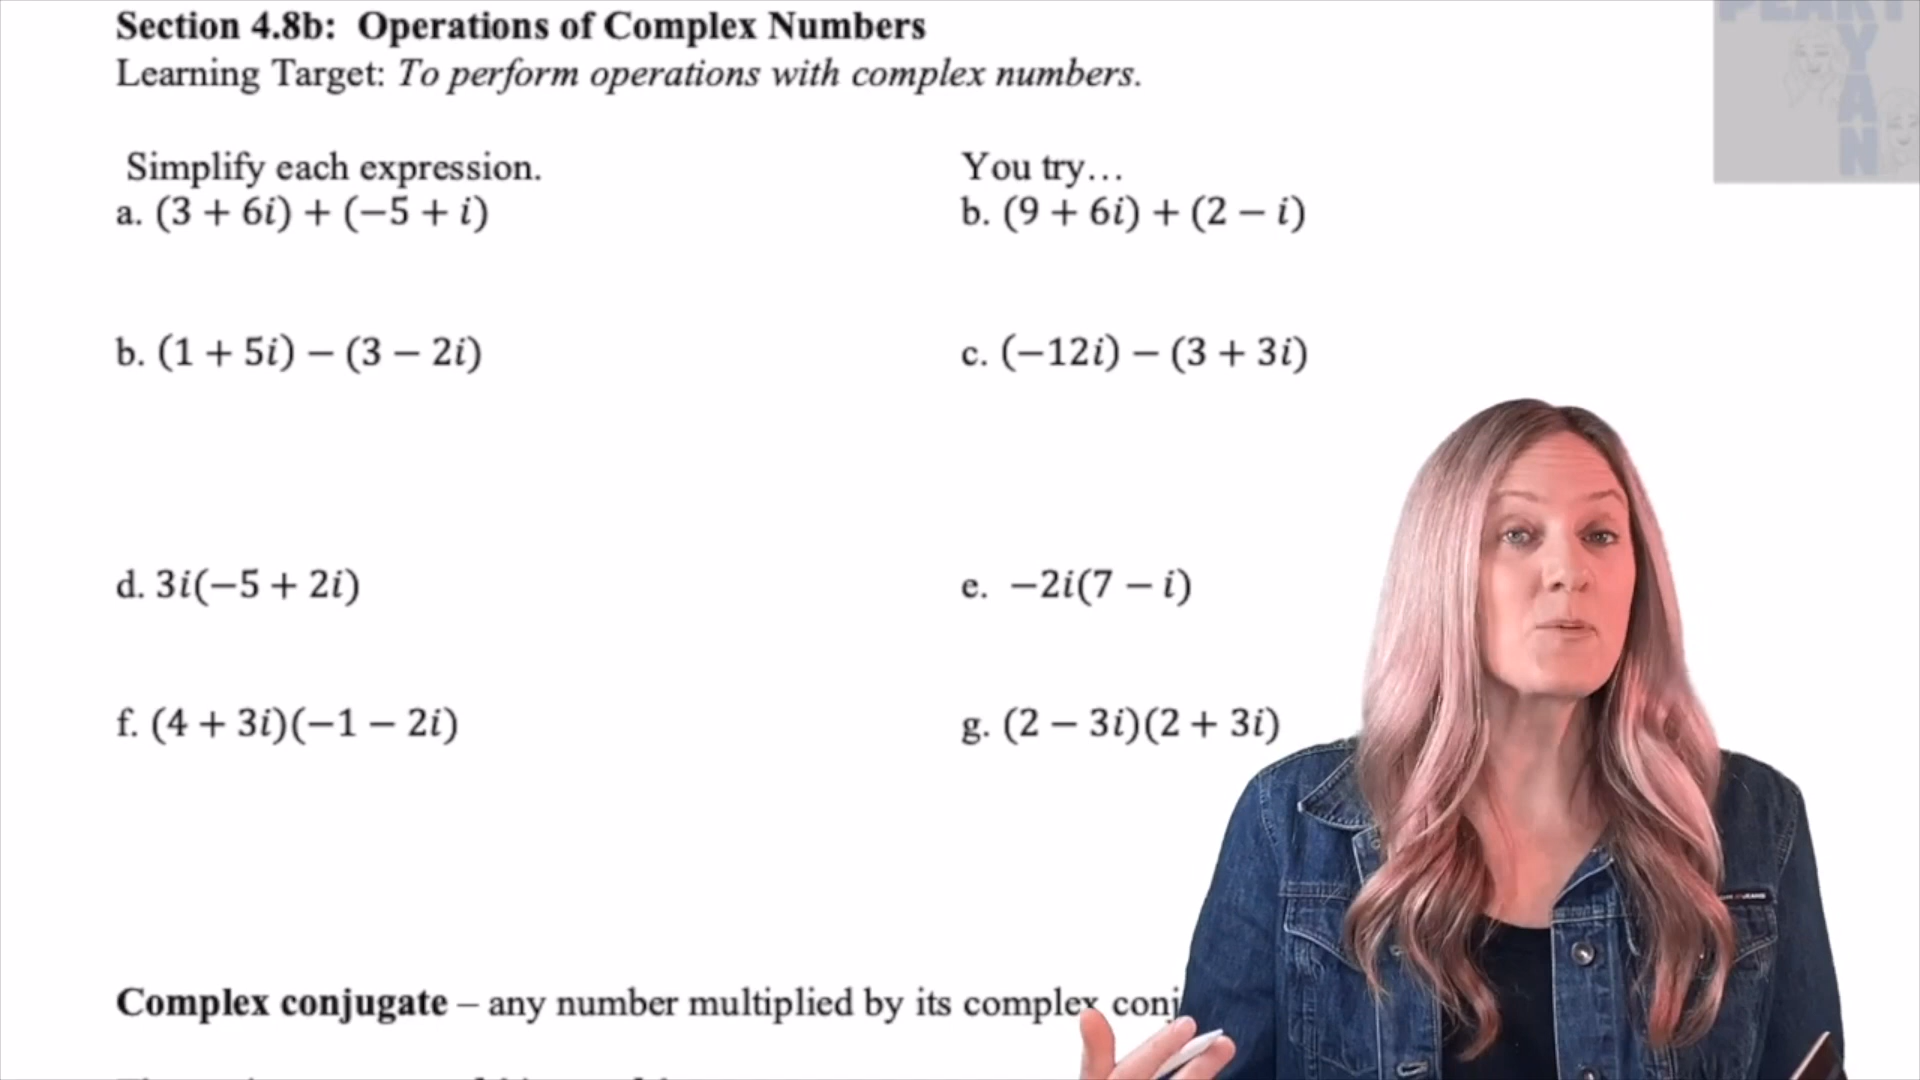 Section 4.8b: Operations of Complex Numbers
Learning Target: To perform operations with complex numbers.
Simplify each expression.
You try…
a. (3 + 6i) + (−5 + i)
b. (9 + 6i) + (2 − i)
b. (1 + 5i) − (3 − 2i)
c. (−12i) − (3 + 3i)
d. 3i(−5 + 2i)
e. −2i(7 − i)
f. (4 + 3i)(−1 − 2i)
g. (2 − 3i)(2 + 3i)
Complex conjugate – any number multiplied by its complex conj